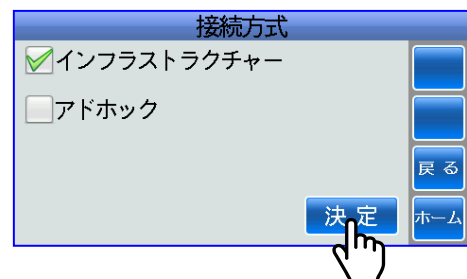 接続方式
インフラストラクチャー
アドホック
戻る
決定
ホーム